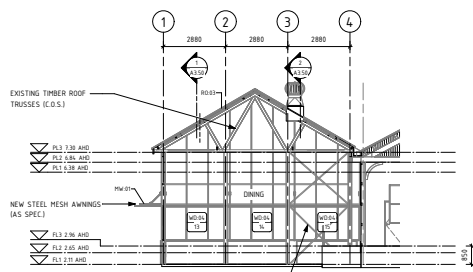 1 2 3 4
2880 2880 2880
1
A3.50
2
A3.50
EXISTING TIMBER ROOF
TRUSSES (C.O.S.)
RO:03
PL3 7.30 AHD
PL2 6.84 AHD
PL1 6.38 AHD
MW:01
NEW STEEL MESH AWNINGS
(AS SPEC.)
DINING
WD:04
13
WD:04
14
WD:04
15
FL3 2.96 AHD
FL2 2.65 AHD
FL1 2.11 AHD
850